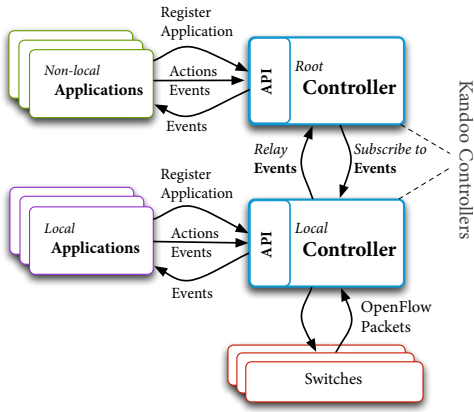 Register
Application
Non-local
Applications
Actions
Events
Events
API
Root
Controller
Relay
Events
Subscribe to
Events
Kandoo Controllers
Register
Application
Local
Applications
Actions
Events
Events
API
Local
Controller
OpenFlow
Packets
Switches